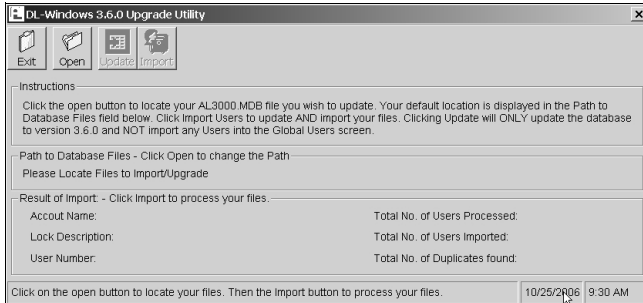 DL-Windows 3.6.0 Upgrade Utility
Exit Open Update Import
Instructions
Click the open button to locate your AL3000.MDB file you wish to update. Your default location is displayed in the Path to
Database Files field below. Click Import Users to update AND import your files. Clicking Update will ONLY update the database
to version 3.6.0 and NOT import any Users into the Global Users screen.
Path to Database Files - Click Open to change the Path
Please Locate Files to Import/Upgrade
Result of Import: - Click Import to process your files.
Accout Name: Total No. of Users Processed:
Lock Description: Total No. of Users Imported:
User Number: Total No. of Duplicates found:
Click on the open button to locate your files. Then the Import button to process your files. 10/25/2006 9:30 AM